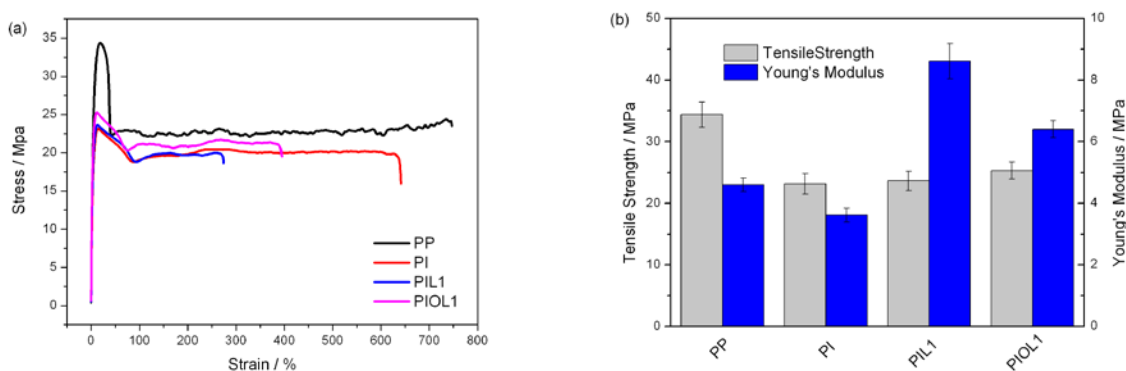 (a)
35
30
25
20
15
10
5
0
Stress / Mpa
0 100 200 300 400 500 600 700 800
Strain / %
PP
PI
PIL1
PIOL1
(b)
50
40
30
20
10
0
Tensile Strength / MPa
TensileStrength
Young's Modulus
10
8
6
4
2
0
Young's Modulus / MPa
PP PI PIL1 PIOL1